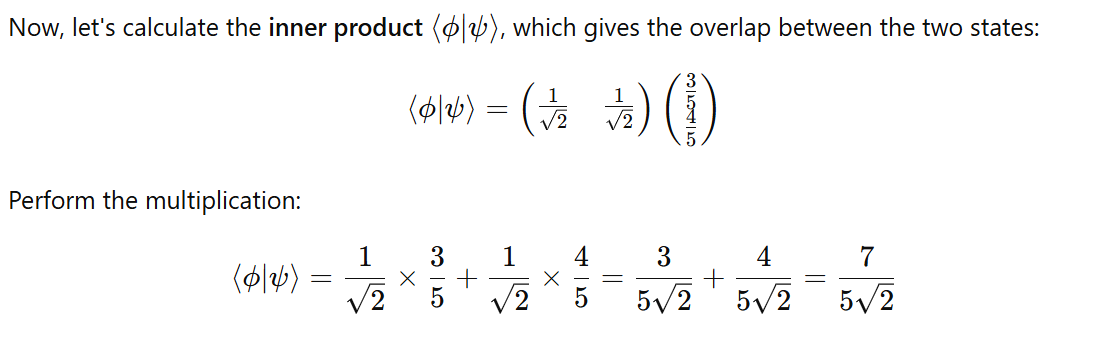 Now, let's calculate the inner product ⟨ϕ|ψ⟩, which gives the overlap between the two states:
⟨ϕ|ψ⟩ = (1/√2 1/√2) (3/5 4/5)
Perform the multiplication:
⟨ϕ|ψ⟩ = 1/√2 × 3/5 + 1/√2 × 4/5 = 3/5√2 + 4/5√2 = 7/5√2